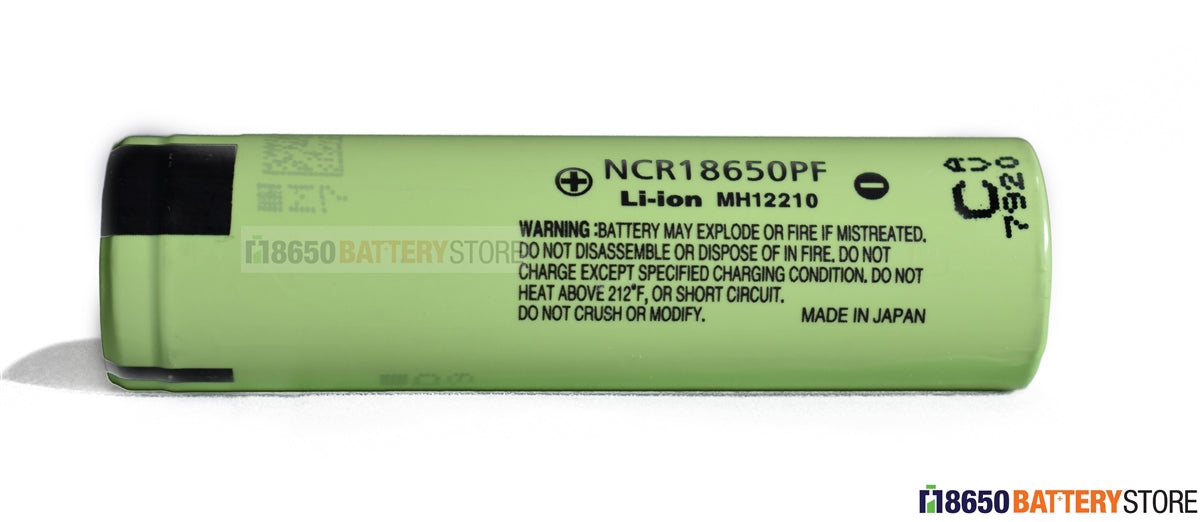 ⊕ NCR18650PF ⊖
Li-ion MH12210
WARNING :BATTERY MAY EXPLODE OR FIRE IF MISTREATED.
DO NOT DISASSEMBLE OR DISPOSE OF IN FIRE. DO NOT
CHARGE EXCEPT SPECIFIED CHARGING CONDITION. DO NOT
HEAT ABOVE 212°F, OR SHORT CIRCUIT.
DO NOT CRUSH OR MODIFY. MADE IN JAPAN
AU
C
7920
18650 BATTERY STORE
18650 BATTERY STORE